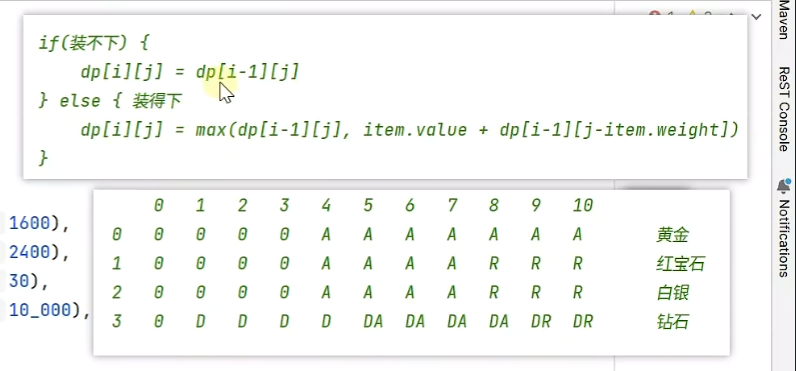 if(装不下) {
dp[i][j] = dp[i-1][j]
} else { 装得下
dp[i][j] = max(dp[i-1][j], item.value + dp[i-1][j-item.weight])
}
0 1 2 3 4 5 6 7 8 9 10
0 0 0 0 0 A A A A A A A 黄金
1 0 0 0 0 A A A A R R R 红宝石
2 0 0 0 0 A A A A R R R 白银
3 0 D D D D DA DA DA DA DR DR 钻石
1600),
2400),
30),
10_000),
Maven
ReST Console
Notifications